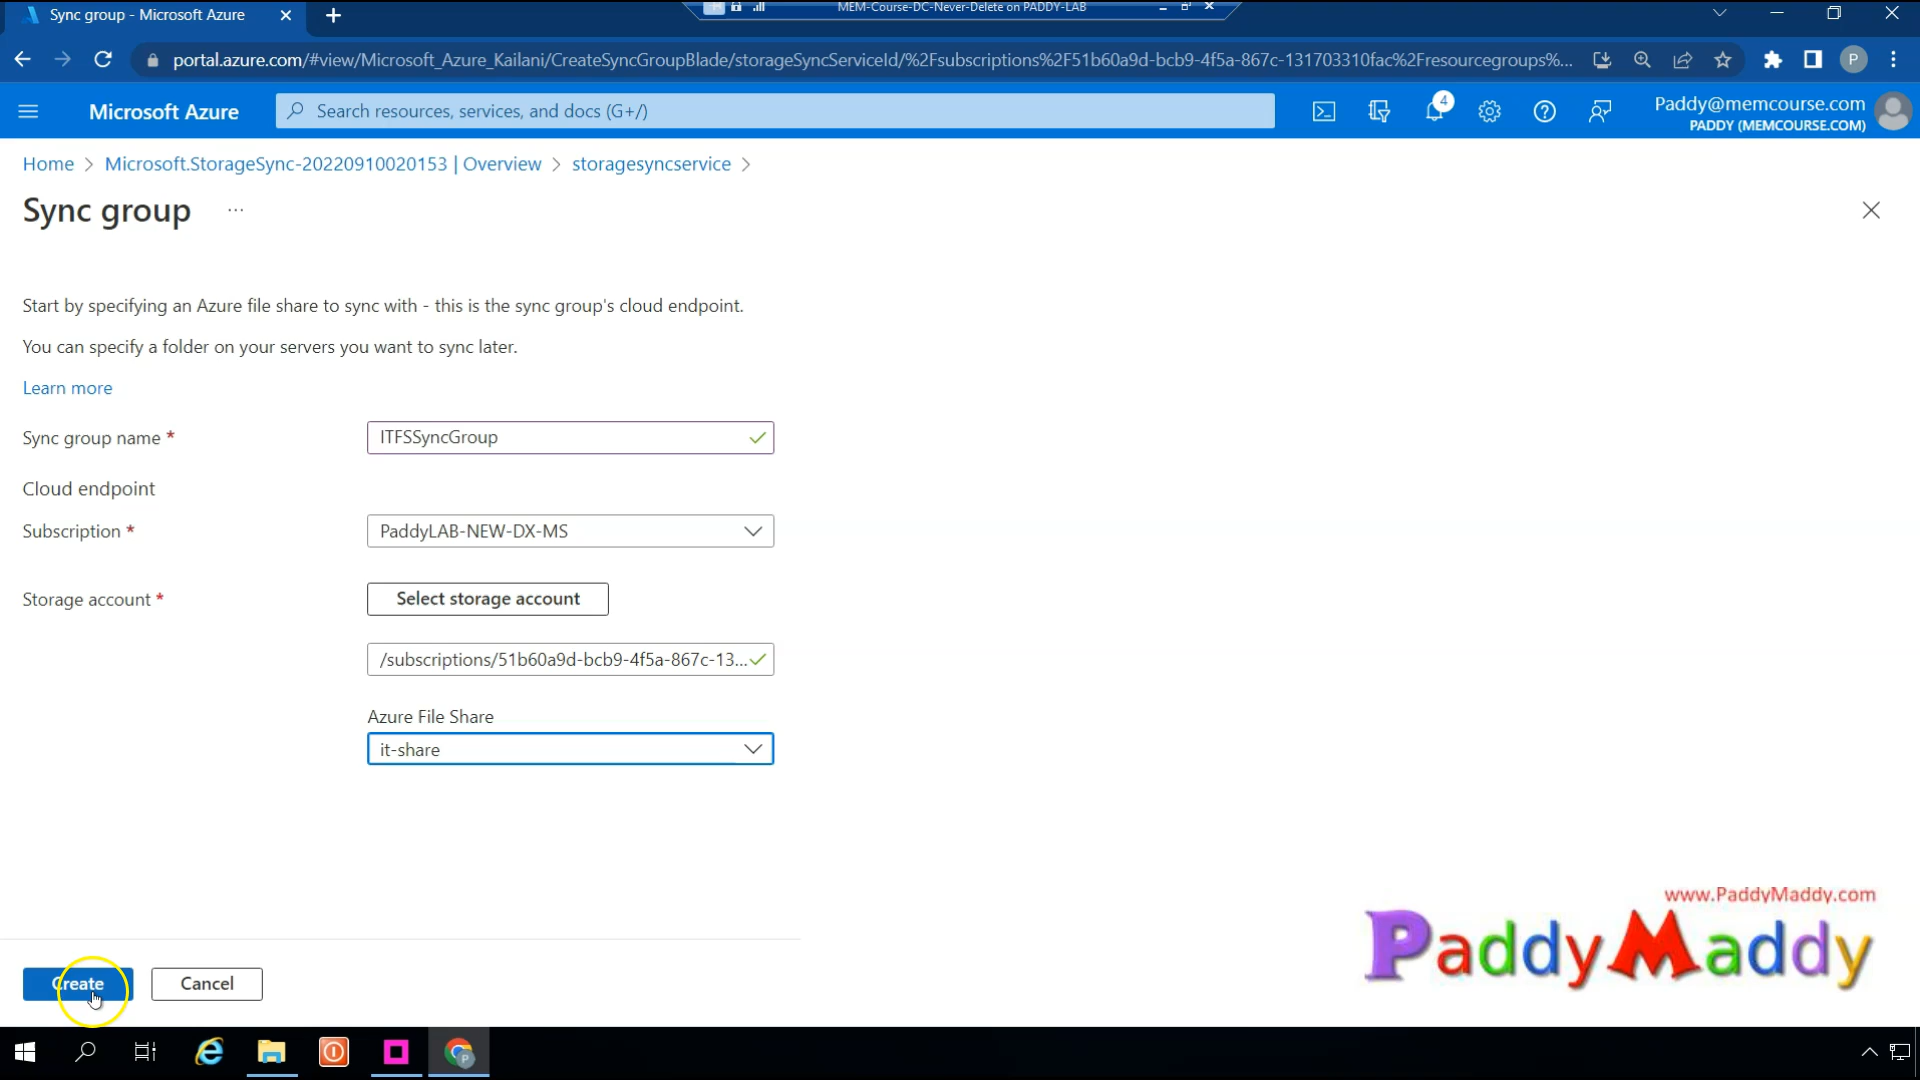 Sync group - Microsoft Azure
MEM-Course-DC-Never-Delete on PADDY-LAB
portal.azure.com/#view/Microsoft_Azure_Kailani/CreateSyncGroupBlade/storageSyncServiceId/%2Fsubscriptions%2F51b60a9d-bcb9-4f5a-867c-131703310fac%2Fresourcegroups%...
P
Microsoft Azure
Search resources, services, and docs (G+/)
4
Paddy@memcourse.com
PADDY (MEMCOURSE.COM)
Home > Microsoft.StorageSync-20220910020153 | Overview > storagesyncservice >
Sync group ...
Start by specifying an Azure file share to sync with - this is the sync group's cloud endpoint.
You can specify a folder on your servers you want to sync later.
Learn more
Sync group name *
ITFSSyncGroup
Cloud endpoint
Subscription *
PaddyLAB-NEW-DX-MS
Storage account *
Select storage account
/subscriptions/51b60a9d-bcb9-4f5a-867c-13...
Azure File Share
it-share
www.PaddyMaddy.com
PaddyMaddy
Create
Cancel